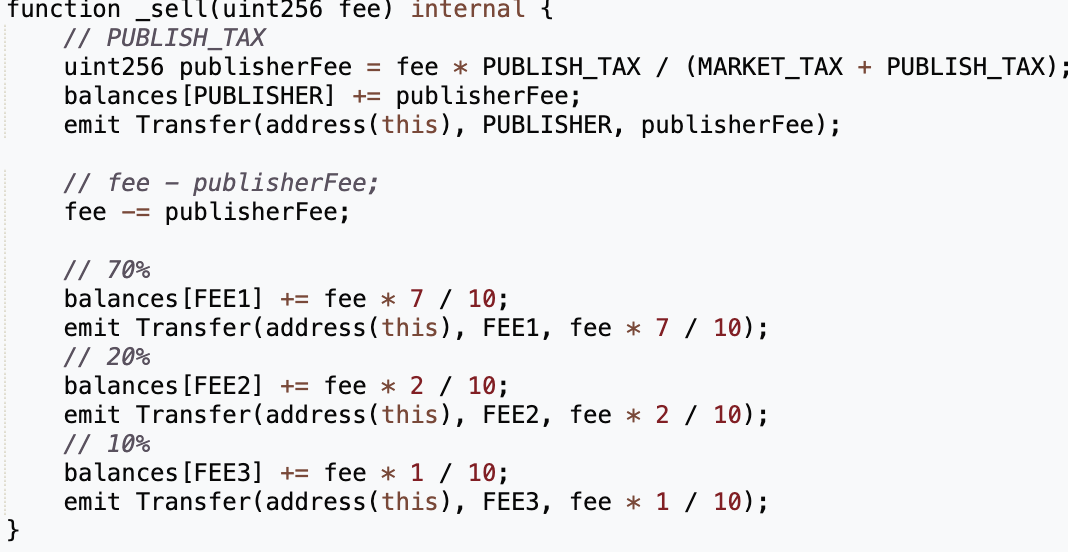 function _sell(uint256 fee) internal {
    // PUBLISH_TAX
    uint256 publisherFee = fee * PUBLISH_TAX / (MARKET_TAX + PUBLISH_TAX);
    balances[PUBLISHER] += publisherFee;
    emit Transfer(address(this), PUBLISHER, publisherFee);

    // fee - publisherFee;
    fee -= publisherFee;

    // 70%
    balances[FEE1] += fee * 7 / 10;
    emit Transfer(address(this), FEE1, fee * 7 / 10);
    // 20%
    balances[FEE2] += fee * 2 / 10;
    emit Transfer(address(this), FEE2, fee * 2 / 10);
    // 10%
    balances[FEE3] += fee * 1 / 10;
    emit Transfer(address(this), FEE3, fee * 1 / 10);
}